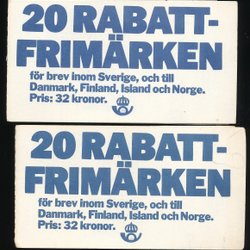 20 RABATT-
FRIMÄRKEN
för brev inom Sverige, och till
Danmark, Finland, Island och Norge.
Pris: 32 kronor.
20 RABATT-
FRIMÄRKEN
för brev inom Sverige, och till
Danmark, Finland, Island och Norge.
Pris: 32 kronor.